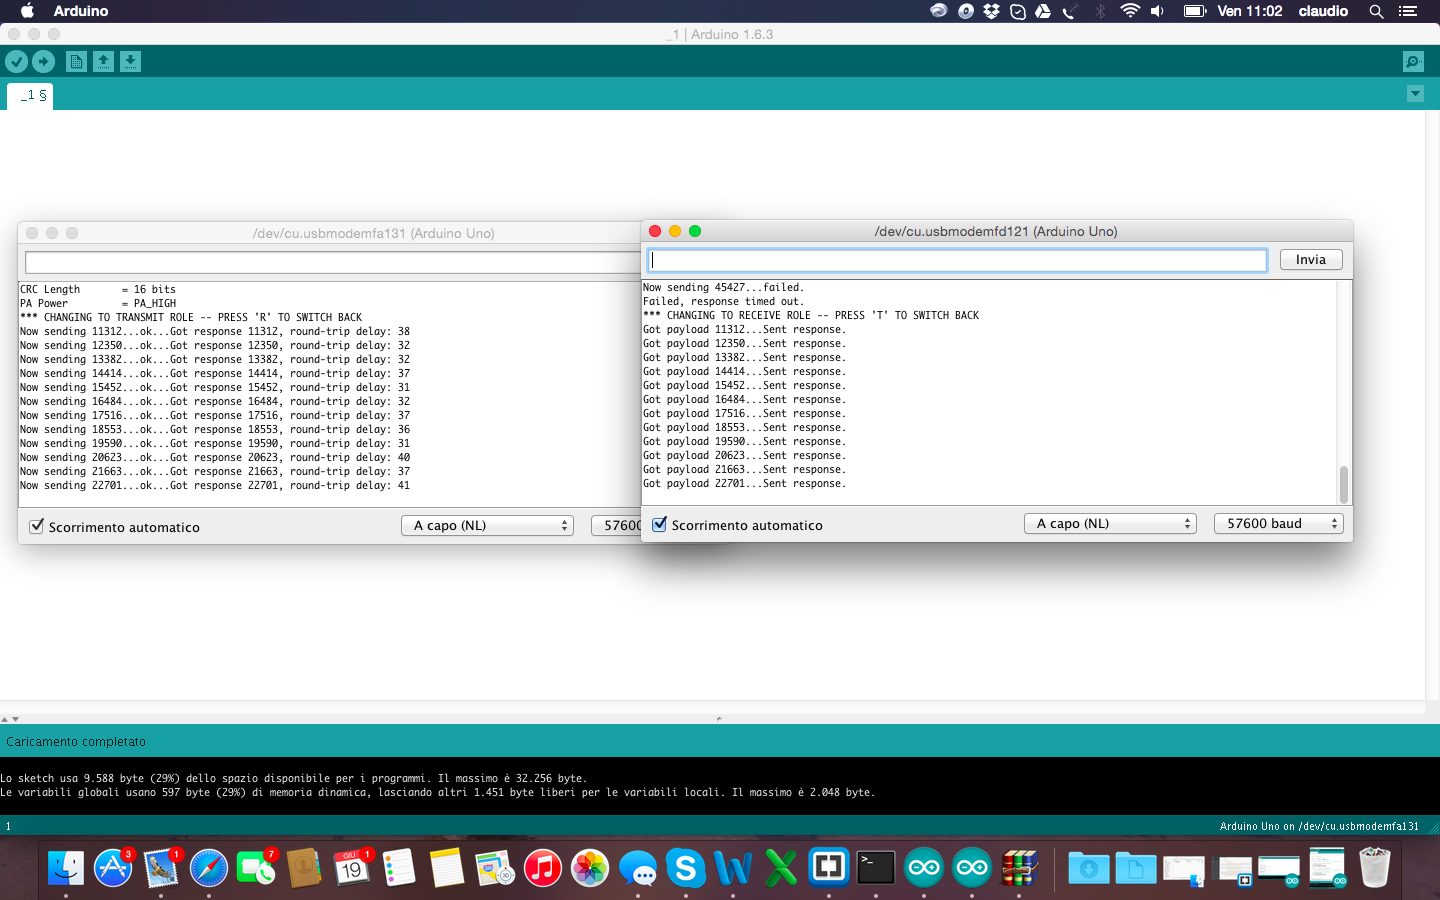 Arduino
Ven 11:02
claudio
_1 | Arduino 1.6.3
_1 §
/dev/cu.usbmodemfa131 (Arduino Uno)
CRC Length = 16 bits
PA Power = PA_HIGH
*** CHANGING TO TRANSMIT ROLE -- PRESS 'R' TO SWITCH BACK
Now sending 11312...ok...Got response 11312, round-trip delay: 38
Now sending 12350...ok...Got response 12350, round-trip delay: 32
Now sending 13382...ok...Got response 13382, round-trip delay: 32
Now sending 14414...ok...Got response 14414, round-trip delay: 37
Now sending 15452...ok...Got response 15452, round-trip delay: 31
Now sending 16484...ok...Got response 16484, round-trip delay: 32
Now sending 17516...ok...Got response 17516, round-trip delay: 37
Now sending 18553...ok...Got response 18553, round-trip delay: 36
Now sending 19590...ok...Got response 19590, round-trip delay: 31
Now sending 20623...ok...Got response 20623, round-trip delay: 40
Now sending 21663...ok...Got response 21663, round-trip delay: 37
Now sending 22701...ok...Got response 22701, round-trip delay: 41
Scorrimento automatico
A capo (NL)
57600
/dev/cu.usbmodemfd121 (Arduino Uno)
Invia
Now sending 45427...failed.
Failed, response timed out.
*** CHANGING TO RECEIVE ROLE -- PRESS 'T' TO SWITCH BACK
Got payload 11312...Sent response.
Got payload 12350...Sent response.
Got payload 13382...Sent response.
Got payload 14414...Sent response.
Got payload 15452...Sent response.
Got payload 16484...Sent response.
Got payload 17516...Sent response.
Got payload 18553...Sent response.
Got payload 19590...Sent response.
Got payload 20623...Sent response.
Got payload 21663...Sent response.
Got payload 22701...Sent response.
Scorrimento automatico
A capo (NL)
57600 baud
Caricamento completato
Lo sketch usa 9.588 byte (29%) dello spazio disponibile per i programmi. Il massimo è 32.256 byte.
Le variabili globali usano 597 byte (29%) di memoria dinamica, lasciando altri 1.451 byte liberi per le variabili locali. Il massimo è 2.048 byte.
1
Arduino Uno on /dev/cu.usbmodemfa131
3
1
7
GIU
19
1
>_